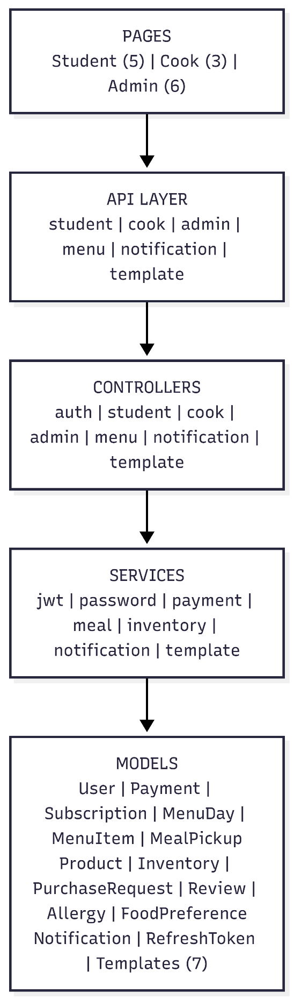 PAGES
Student (5) | Cook (3) |
Admin (6)
API LAYER
student | cook | admin |
menu | notification |
template
CONTROLLERS
auth | student | cook |
admin | menu | notification |
template
SERVICES
jwt | password | payment |
meal | inventory |
notification | template
MODELS
User | Payment |
Subscription | MenuDay |
MenuItem | MealPickup
Product | Inventory |
PurchaseRequest | Review |
Allergy | FoodPreference
Notification | RefreshToken
| Templates (7)